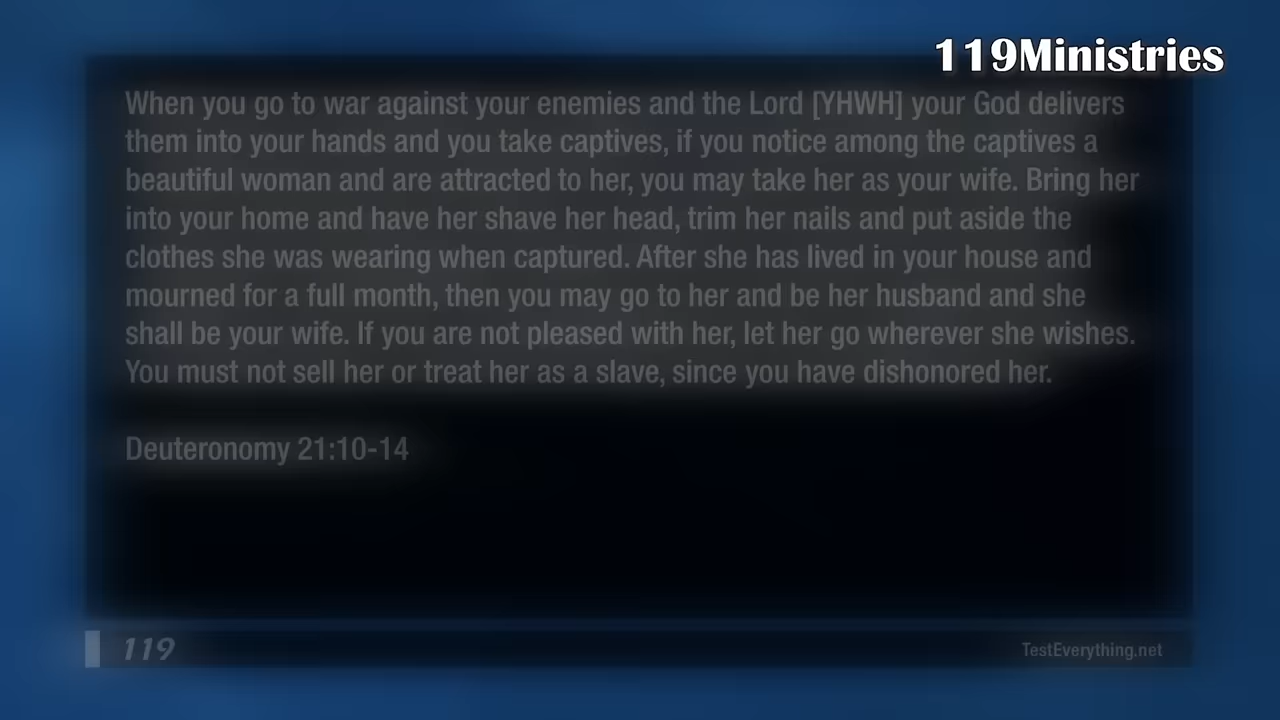 119Ministries
When you go to war against your enemies and the Lord [YHWH] your God delivers
them into your hands and you take captives, if you notice among the captives a
beautiful woman and are attracted to her, you may take her as your wife. Bring her
into your home and have her shave her head, trim her nails and put aside the
clothes she was wearing when captured. After she has lived in your house and
mourned for a full month, then you may go to her and be her husband and she
shall be your wife. If you are not pleased with her, let her go wherever she wishes.
You must not sell her or treat her as a slave, since you have dishonored her.
Deuteronomy 21:10-14
119
TestEverything.net